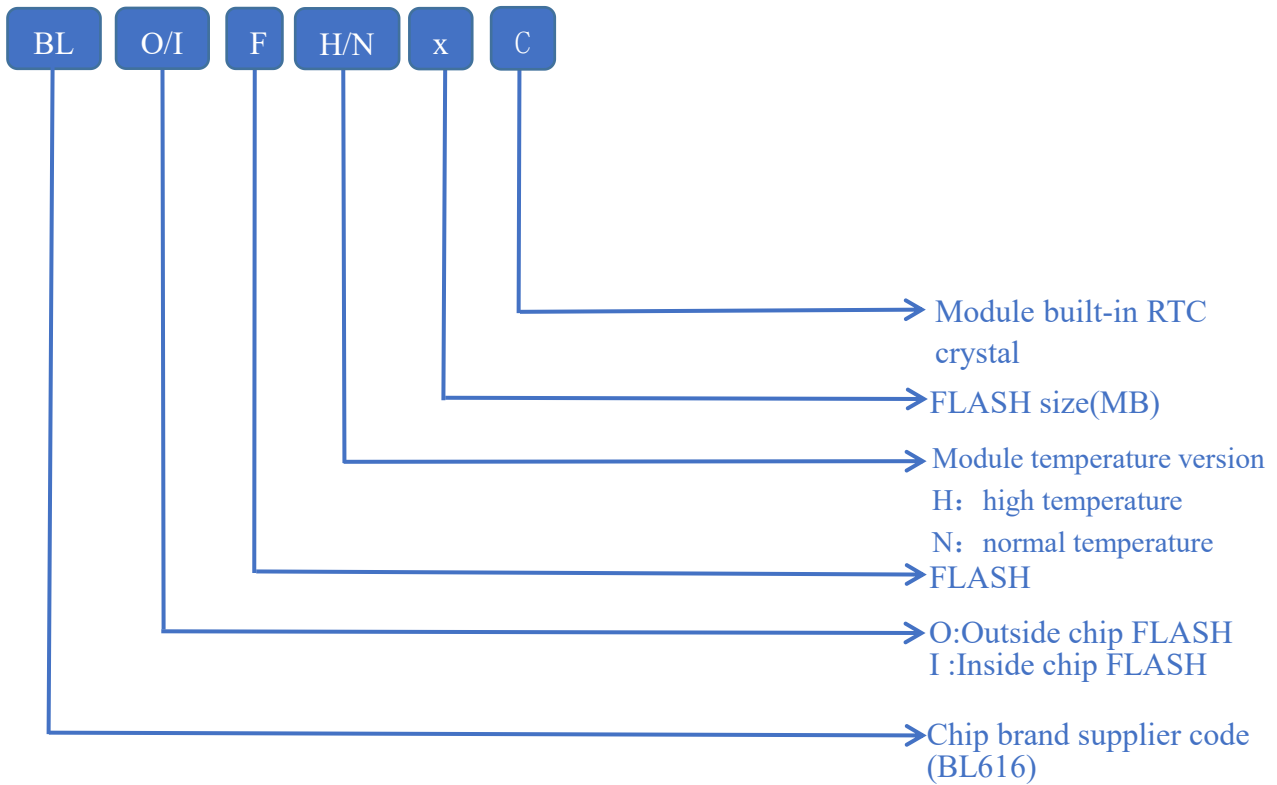 BL O/I F H/N x C
Module built-in RTC
crystal
FLASH size(MB)
Module temperature version
H： high temperature
N： normal temperature
FLASH
O:Outside chip FLASH
I :Inside chip FLASH
Chip brand supplier code
(BL616)